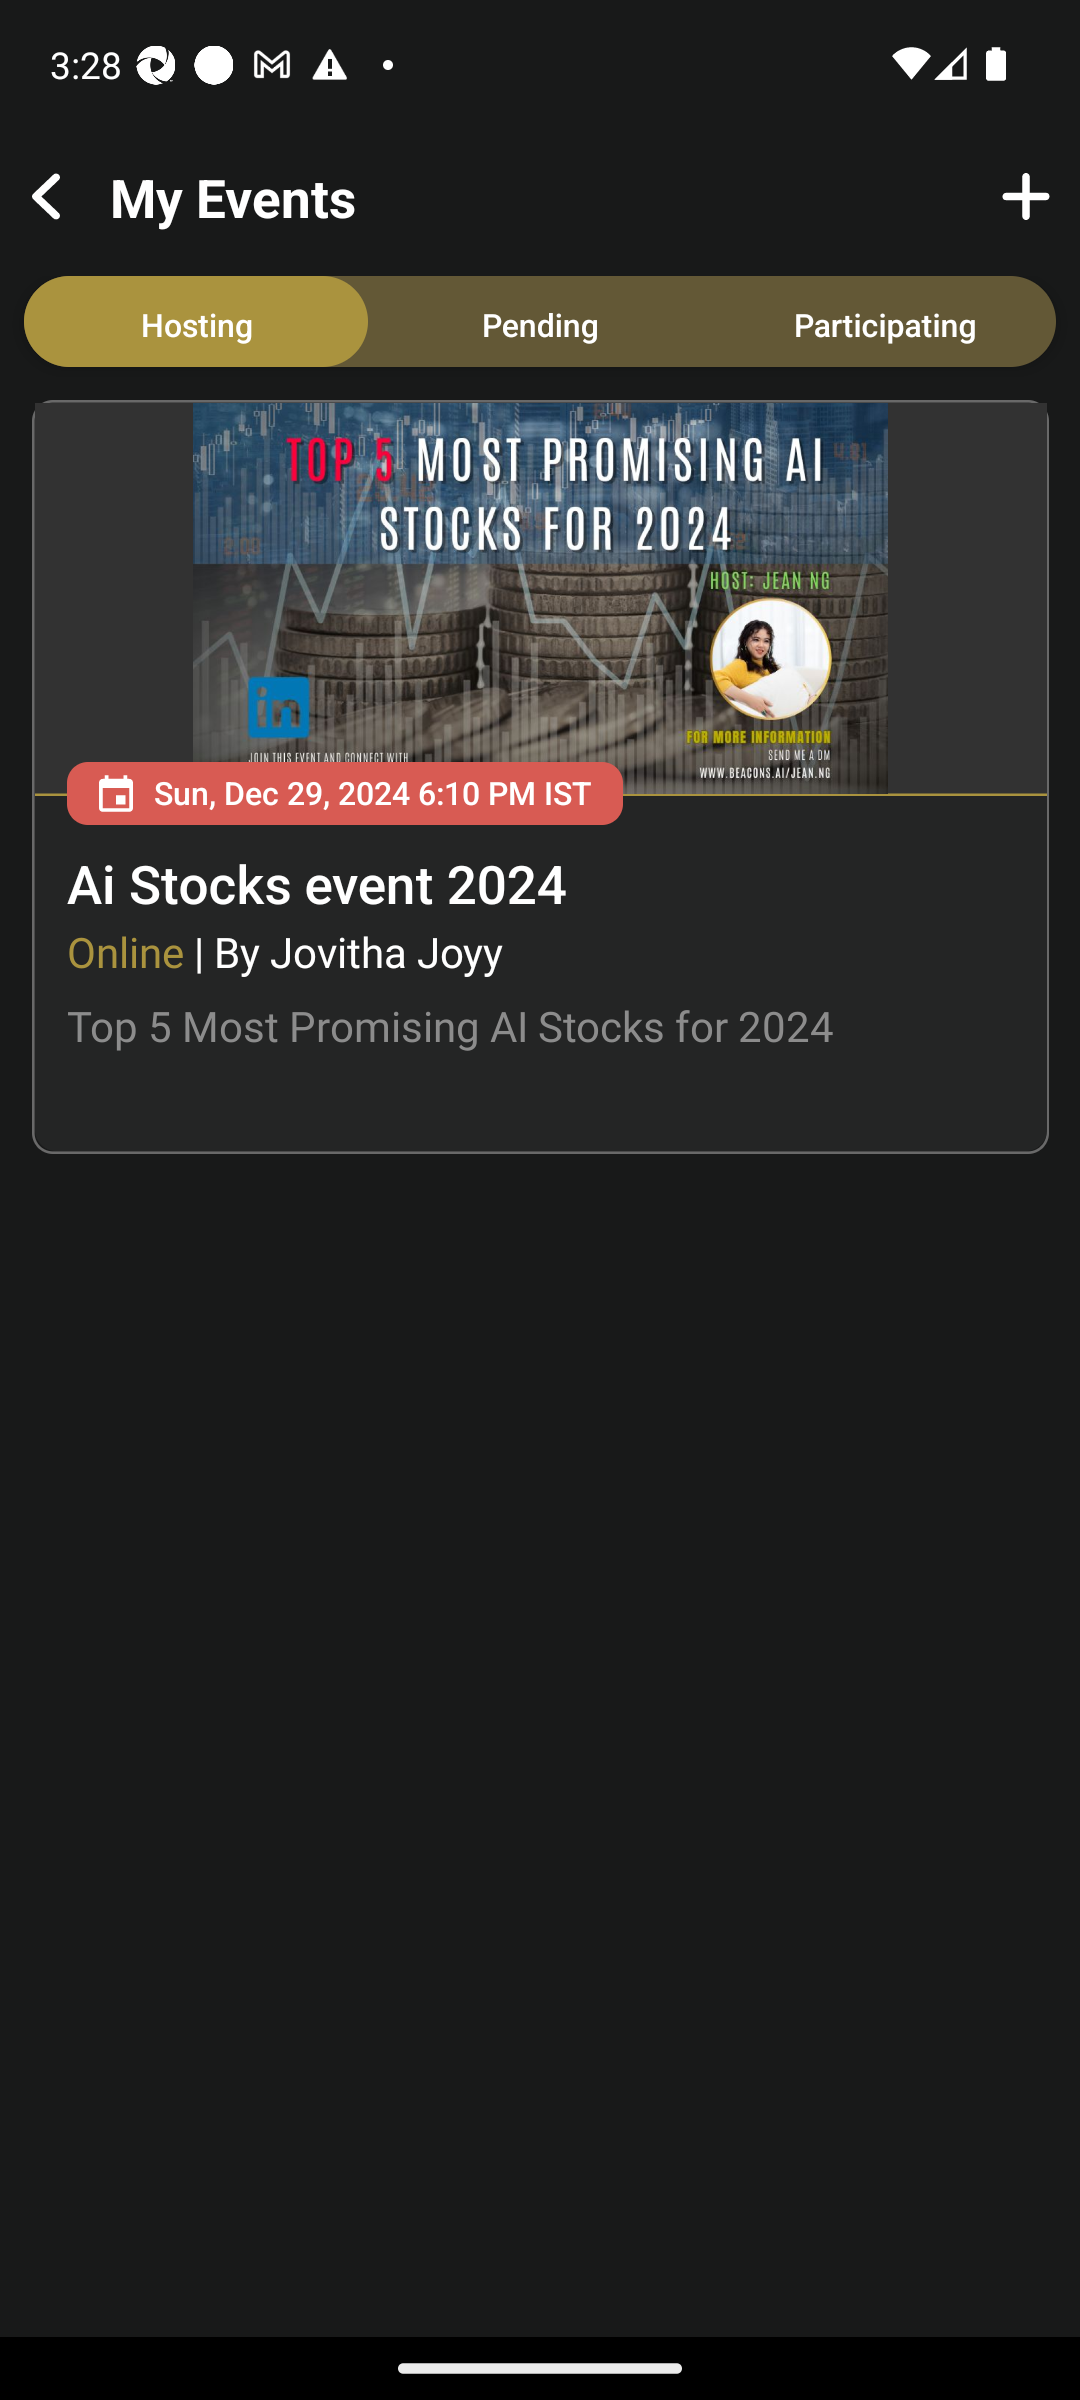 3:28
My Events
Hosting
Pending
Participating
TOP 5 MOST PROMISING AI
STOCKS FOR 2024
HOST: JEAN NG
in
FOR MORE INFORMATION
SEND ME A DM
JOIN THIS EVENT AND CONNECT WITH
WWW.BEACONS.AI/JEAN.NG
Sun, Dec 29, 2024 6:10 PM IST
Ai Stocks event 2024
Online | By Jovitha Joyy
Top 5 Most Promising AI Stocks for 2024